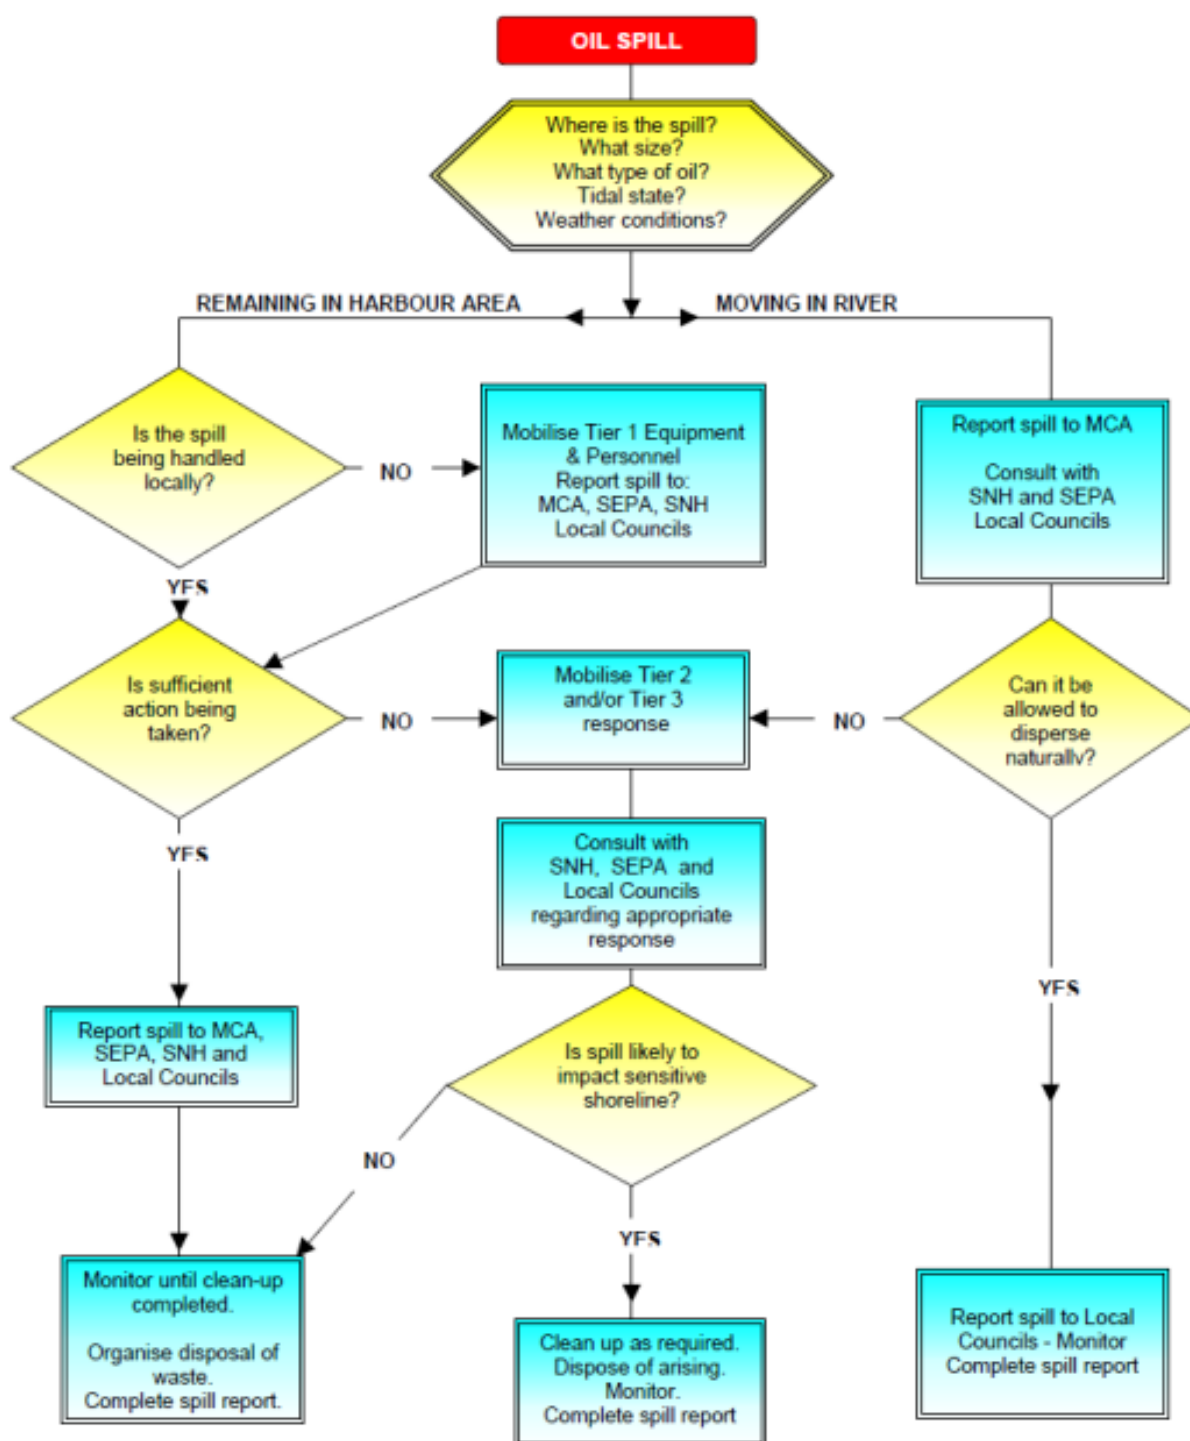 OIL SPILL
Where is the spill?
What size?
What type of oil?
Tidal state?
Weather conditions?
REMAINING IN HARBOUR AREA
MOVING IN RIVER
Is the spill
being handled
locally?
NO
Mobilise Tier 1 Equipment
& Personnel
Report spill to:
MCA, SEPA, SNH
Local Councils
Report spill to MCA
Consult with
SNH and SEPA
Local Councils
YES
Is sufficient
action being
taken?
NO
Mobilise Tier 2
and/or Tier 3
response
NO
Can it be
allowed to
disperse
naturally?
YES
Consult with
SNH, SEPA and
Local Councils
regarding appropriate
response
YES
Report spill to MCA,
SEPA, SNH and
Local Councils
Is spill likely to
impact sensitive
shoreline?
NO
YES
Monitor until clean-up
completed.
Organise disposal of
waste.
Complete spill report.
Clean up as required.
Dispose of arising.
Monitor.
Complete spill report
Report spill to Local
Councils - Monitor
Complete spill report